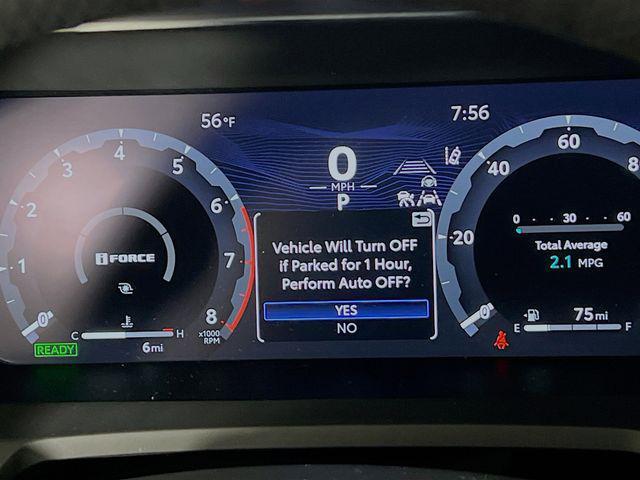 56°F
7:56
0
MPH
P
0
1
2
3
4
5
6
7
8
x1000
RPM
iFORCE
C
H
READY
6mi
Vehicle Will Turn OFF
if Parked for 1 Hour,
Perform Auto OFF?
YES
NO
0
20
40
60
8
0 30 60
Total Average
2.1 MPG
75mi
E
F